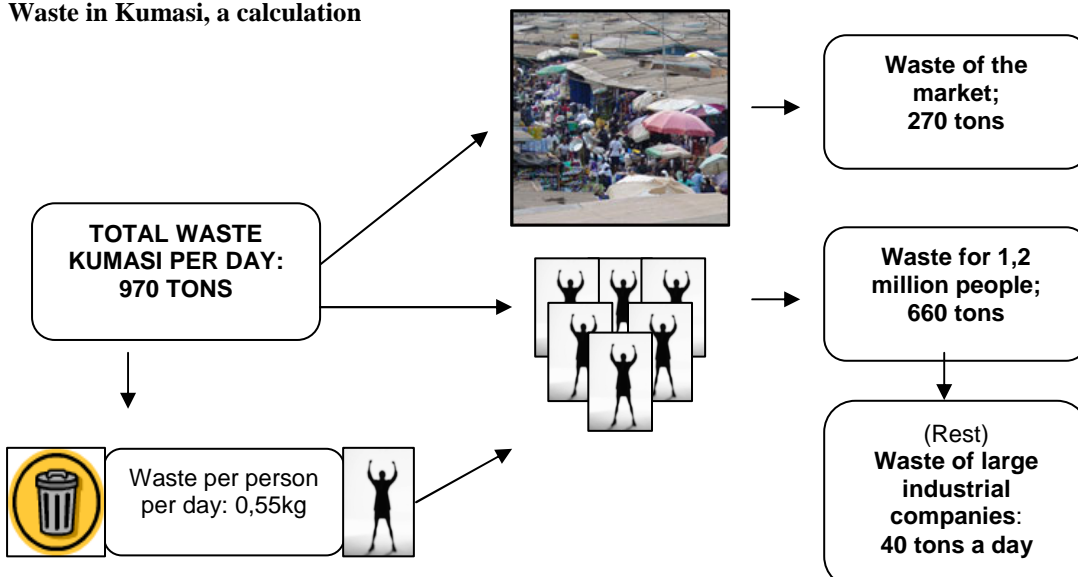 Waste in Kumasi, a calculation
Waste of the
market;
270 tons
TOTAL WASTE
KUMASI PER DAY:
970 TONS
Waste for 1,2
million people;
660 tons
Waste per person
per day: 0,55kg
(Rest)
Waste of large
industrial
companies:
40 tons a day